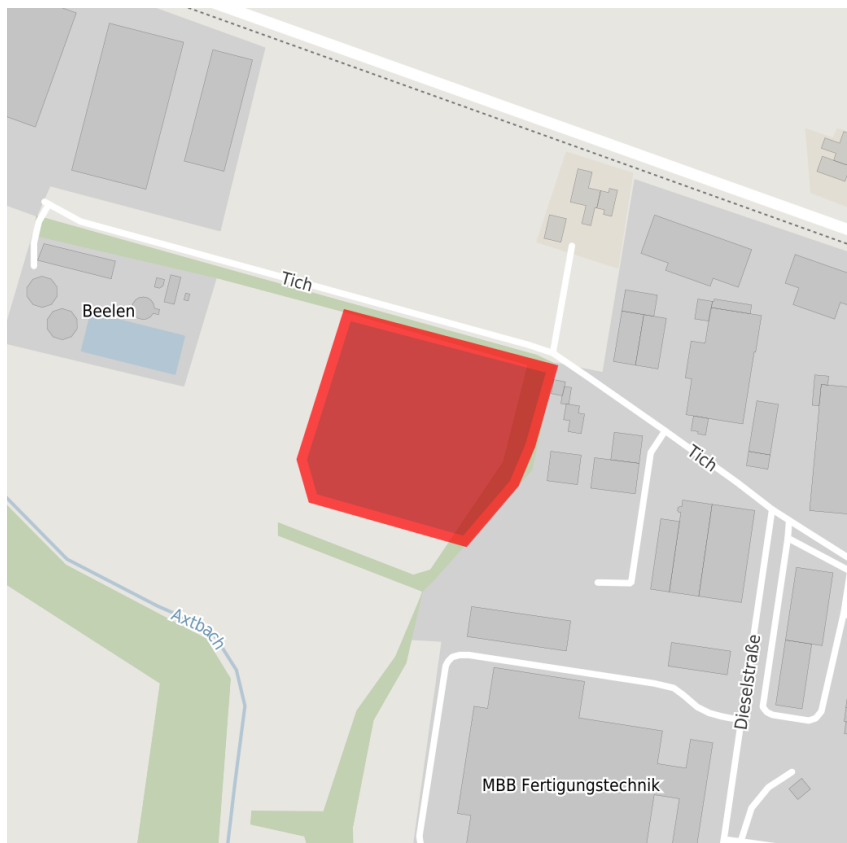 Tich
Beelen
Tich
Axtbach
Dieselstraße
MBB Fertigungstechnik